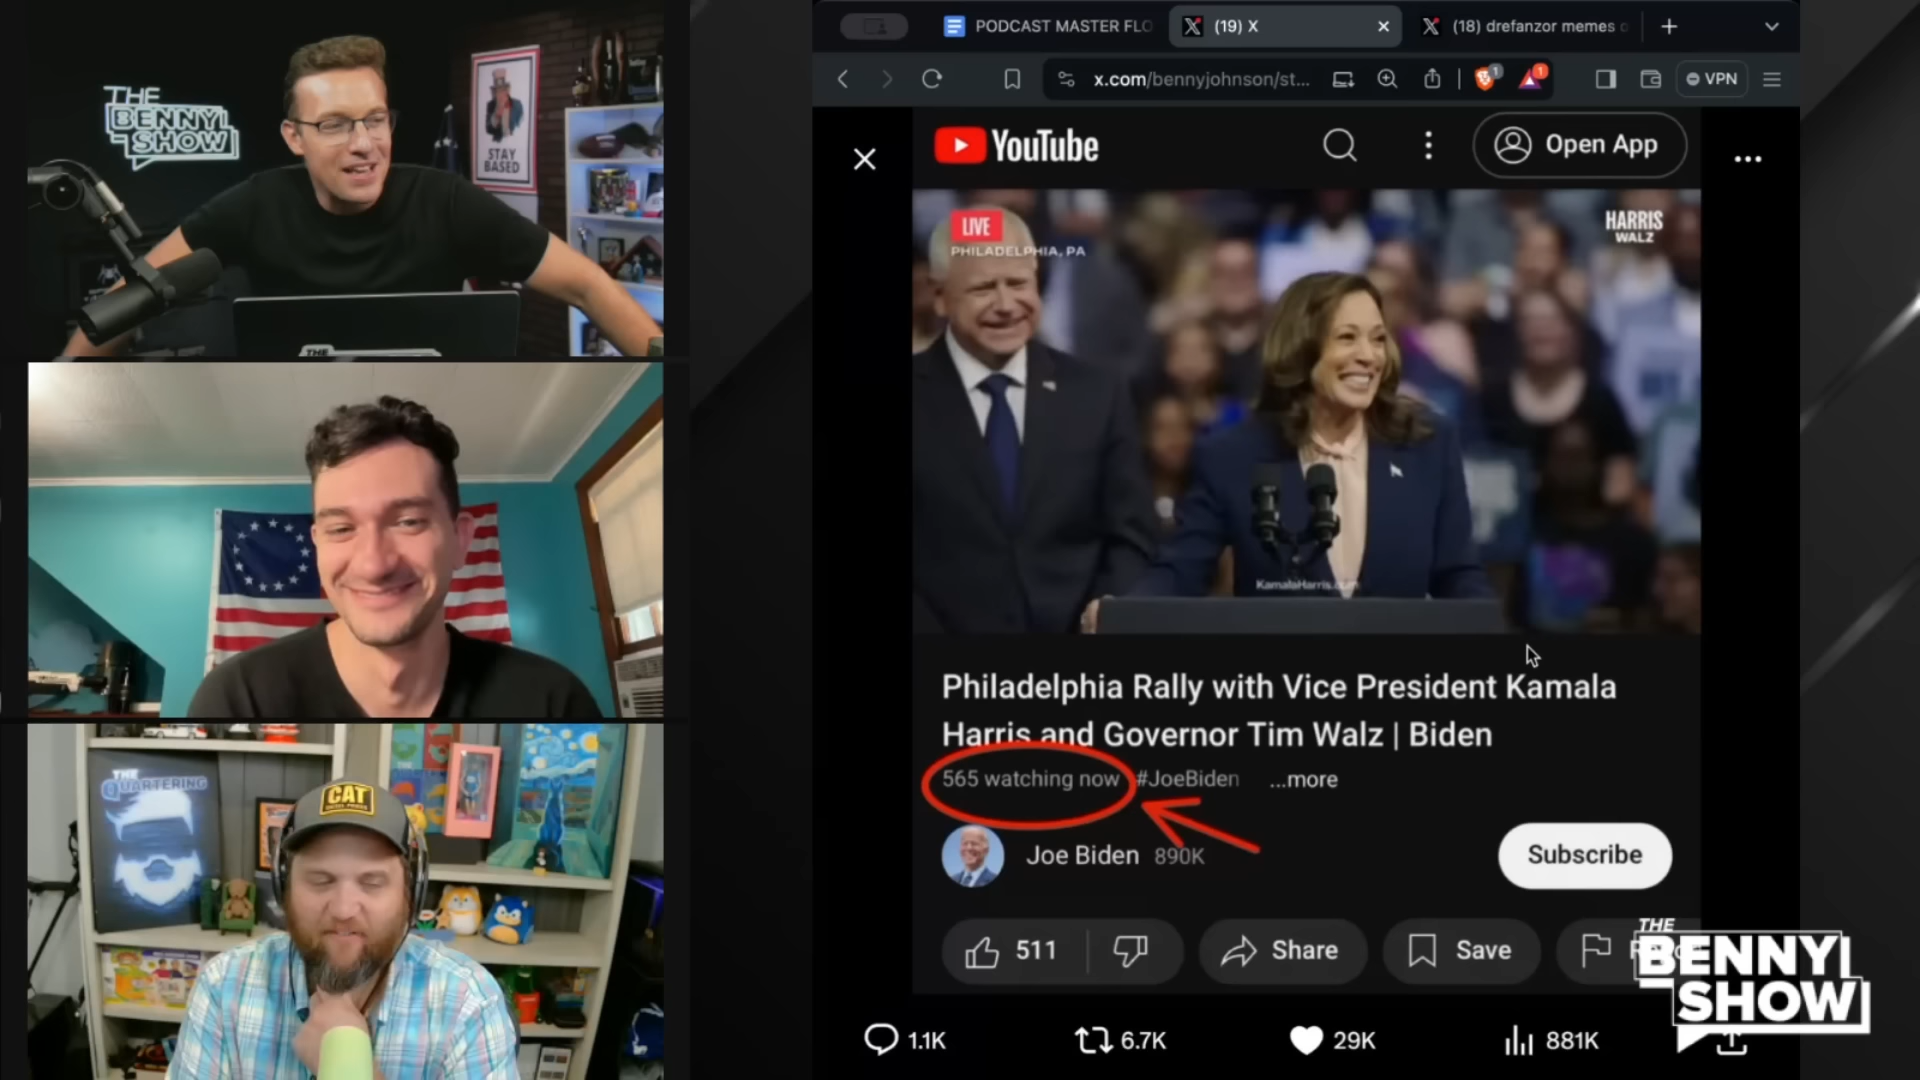 THE
BENNY
SHOW
STAY
BASED
THE
THE
QUARTERING
CAT
PODCAST MASTER FLO
(19) X
(18) drefanzor memes
x.com/bennyjohnson/st...
1
1
VPN
YouTube
Open App
LIVE
PHILADELPHIA, PA
HARRIS
WALZ
Philadelphia Rally with Vice President Kamala
Harris and Governor Tim Walz | Biden
565 watching now #JoeBiden ...more
Joe Biden 890K
Subscribe
511
Share
Save
1.1K
6.7K
29K
881K
THE
BENNY
SHOW